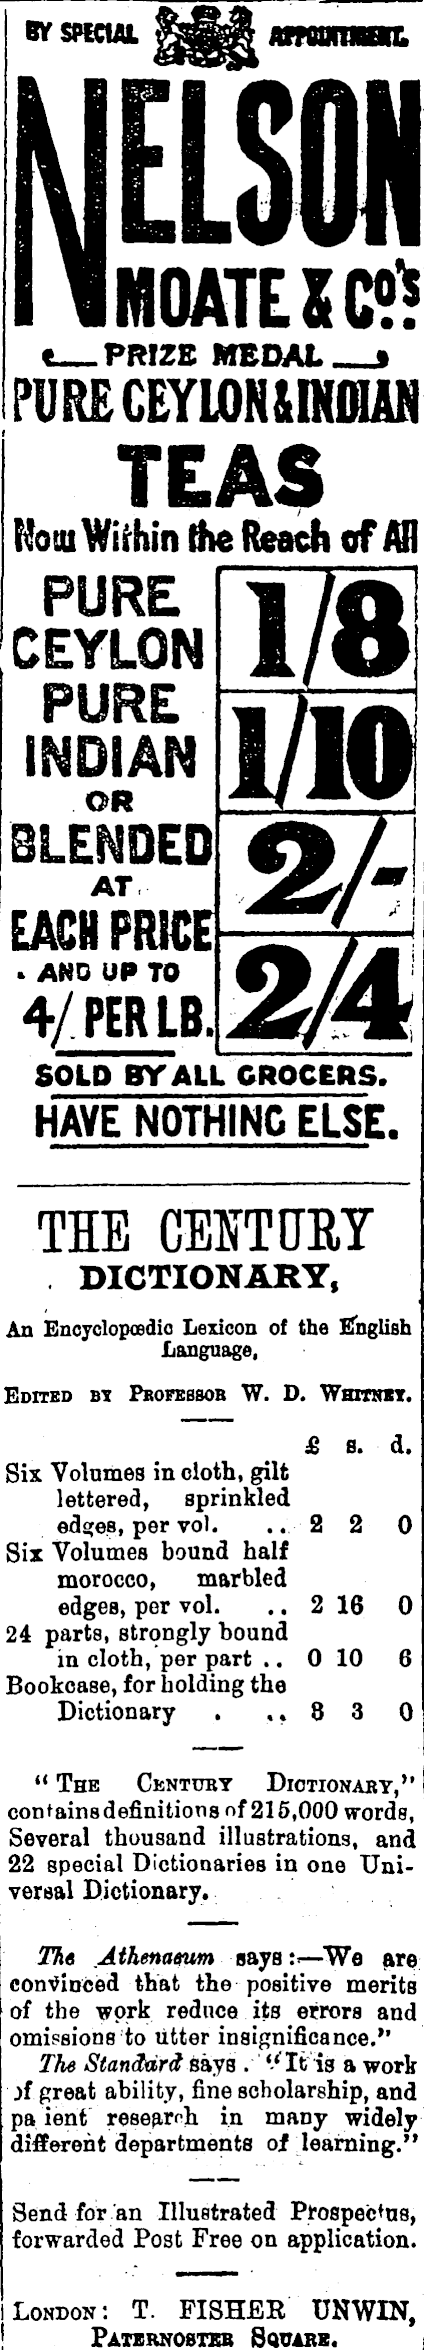 BY SPECIAL APPOINTMENT.
NELSON
MOATE & Co's.
PRIZE MEDAL
PURE CEYLON & INDIAN
TEAS
Now Within the Reach of All
PURE
CEYLON
1/8
PURE
INDIAN
1/10
OR
BLENDED
AT
2/-
EACH PRICE
AND UP TO
4/ PER LB.
2/4
SOLD BY ALL GROCERS.
HAVE NOTHING ELSE.
THE CENTURY
DICTIONARY,
An Encyclopœdic Lexicon of the English
Language,
EDITED BY PROFESSOR W. D. WHITNEY.
£ s. d.
Six Volumes in cloth, gilt
lettered, sprinkled
edges, per vol. .. 2 2 0
Six Volumes bound half
morocco, marbled
edges, per vol. .. 2 16 0
24 parts, strongly bound
in cloth, per part .. 0 10 6
Bookcase, for holding the
Dictionary . .. 3 3 0
"THE CENTURY DICTIONARY,"
contains definitions of 215,000 words,
Several thousand illustrations, and
22 special Dictionaries in one Uni-
versal Dictionary.
The Athenaeum says:—We are
convinced that the positive merits
of the work reduce its errors and
omissions to utter insignificance."
The Standard says. "It is a work
of great ability, fine scholarship, and
pa ient research in many widely
different departments of learning."
Send for an Illustrated Prospectus,
forwarded Post Free on application.
LONDON: T. FISHER UNWIN,
PATERNOSTER SQUARE.